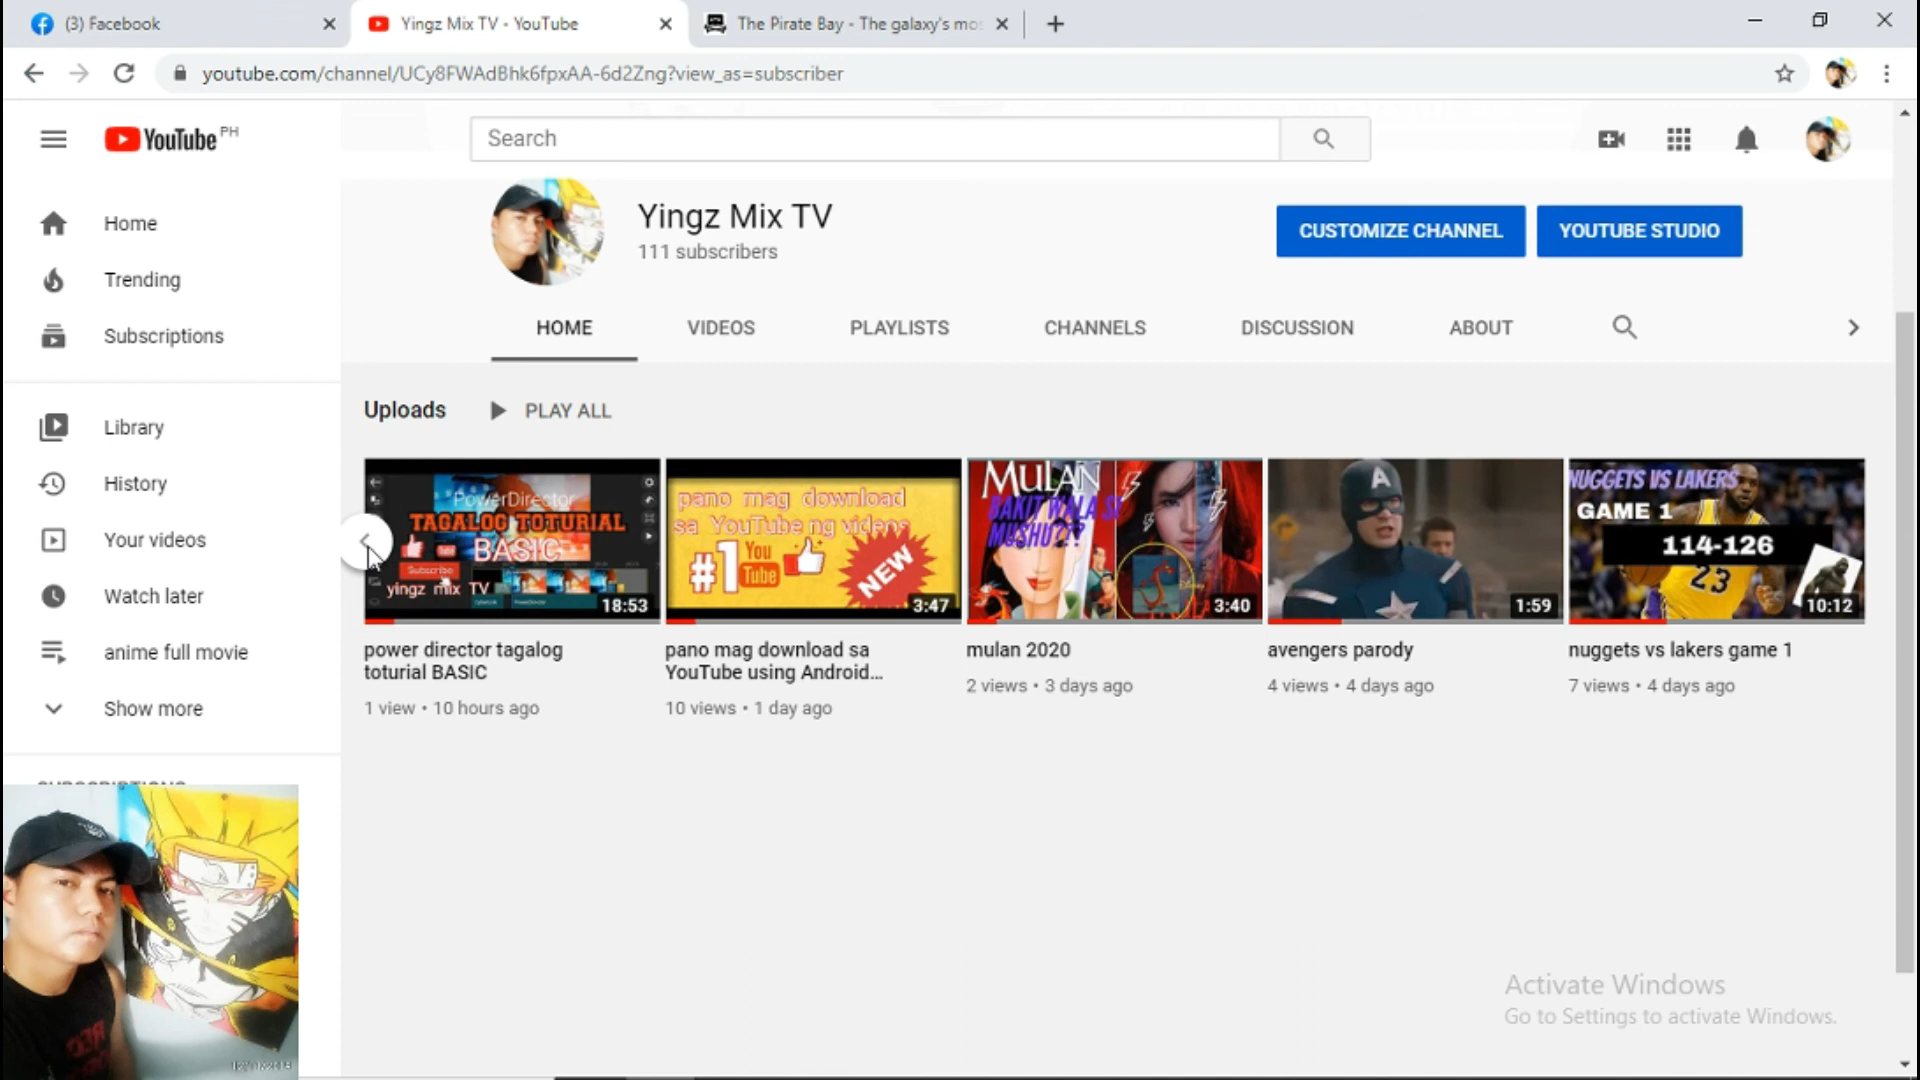 (3) Facebook
Yingz Mix TV - YouTube
The Pirate Bay - The galaxy's mos
youtube.com/channel/UCy8FWAdBhk6fpxAA-6d2Zng?view_as=subscriber
YouTube PH
Search
Home
Trending
Subscriptions
Library
History
Your videos
Watch later
anime full movie
Show more
Yingz Mix TV
111 subscribers
CUSTOMIZE CHANNEL
YOUTUBE STUDIO
HOME
VIDEOS
PLAYLISTS
CHANNELS
DISCUSSION
ABOUT
Uploads
PLAY ALL
PowerDirector
TAGALOG TOTURIAL
BASIC
Subscribe
yingz mix TV
18:53
power director tagalog
toturial BASIC
1 view • 10 hours ago
pano mag download
sa YouTube ng videos
#1
You
Tube
NEW
3:47
pano mag download sa
YouTube using Android...
10 views • 1 day ago
MULAN
BAKIT WALA SI
MUSHU???
3:40
mulan 2020
2 views • 3 days ago
A
1:59
avengers parody
4 views • 4 days ago
NUGGETS VS LAKERS
GAME 1
114-126
23
10:12
nuggets vs lakers game 1
7 views • 4 days ago
Activate Windows
Go to Settings to activate Windows.